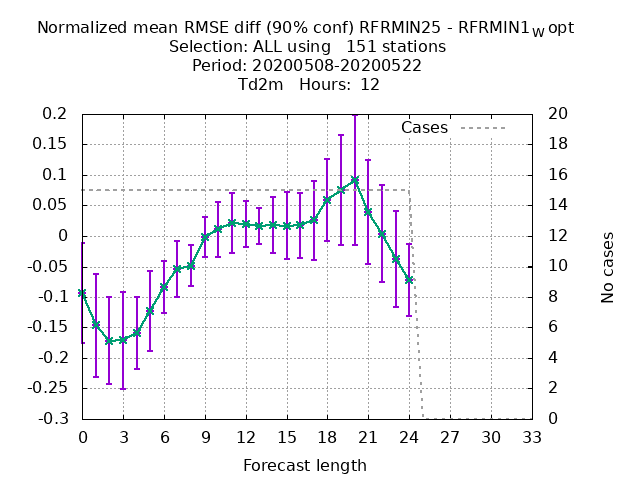 Normalized mean RMSE diff (90% conf) RFRMIN25 - RFRMIN1wopt
Selection: ALL using 151 stations
Period: 20200508-20200522
Td2m Hours: 12
Cases
0.2
0.15
0.1
0.05
0
-0.05
-0.1
-0.15
-0.2
-0.25
-0.3
20
18
16
14
12
10
8
6
4
2
0
No cases
0 3 6 9 12 15 18 21 24 27 30 33
Forecast length